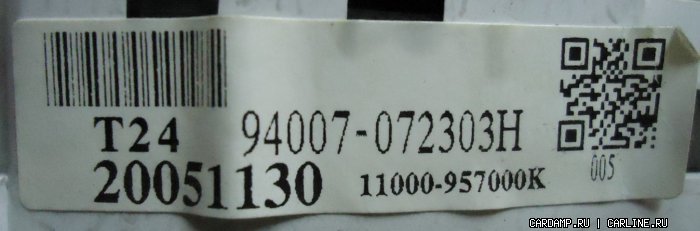 T24 94007-072303H
20051130 11000-957000K 005
CARDAMP.RU | CARLINE.RU